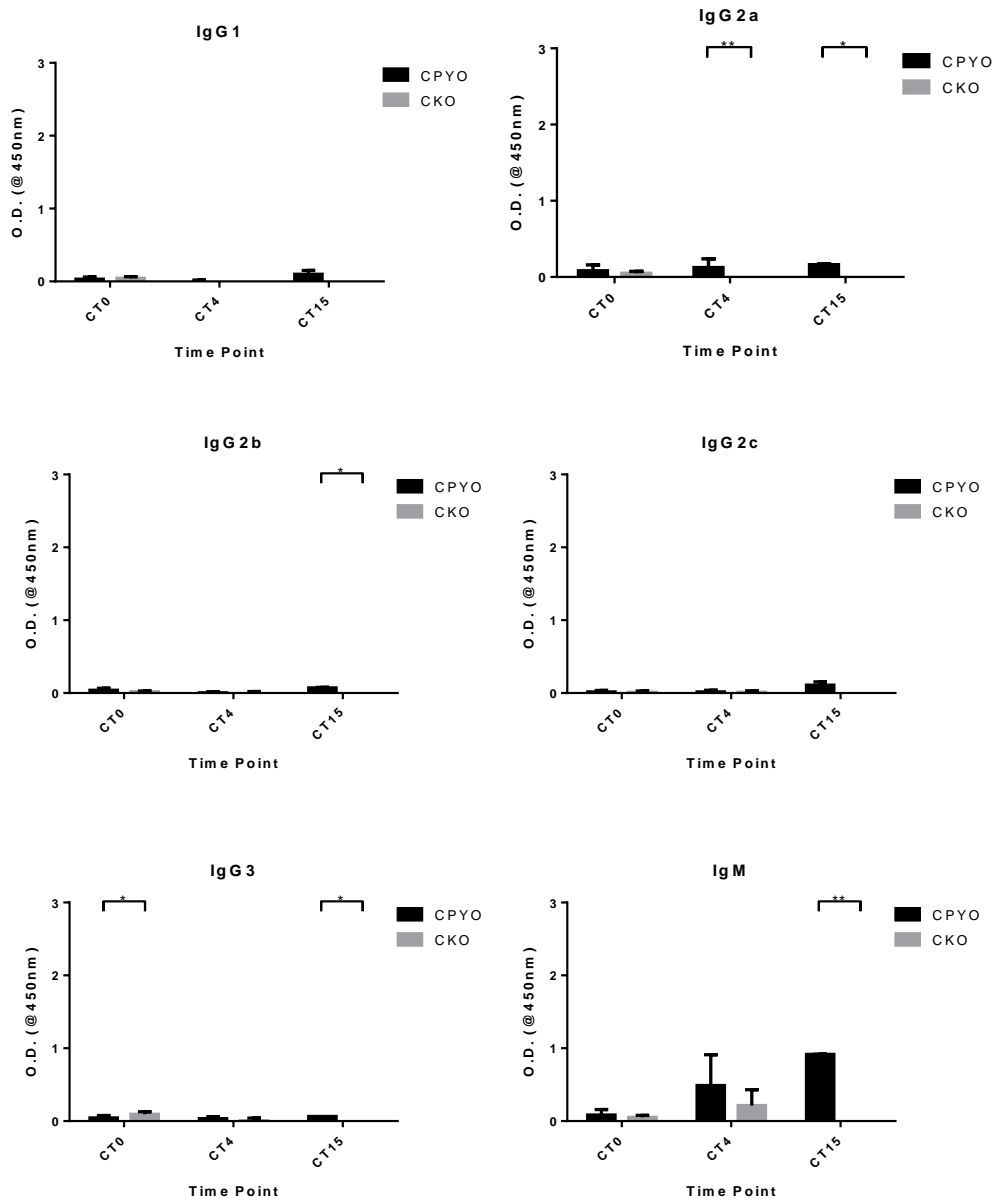 IgG1
3
2
1
0
O.D. (@450nm)
CPYO
CKO
CT0
CT4
CT15
Time Point
IgG2a
** *
3
2
1
0
O.D. (@450nm)
CPYO
CKO
CT0
CT4
CT15
Time Point
IgG2b
*
3
2
1
0
O.D. (@450nm)
CPYO
CKO
CT0
CT4
CT15
Time Point
IgG2c
3
2
1
0
O.D. (@450nm)
CPYO
CKO
CT0
CT4
CT15
Time Point
IgG3
* *
3
2
1
0
O.D. (@450nm)
CPYO
CKO
CT0
CT4
CT15
Time Point
IgM
**
3
2
1
0
O.D. (@450nm)
CPYO
CKO
CT0
CT4
CT15
Time Point